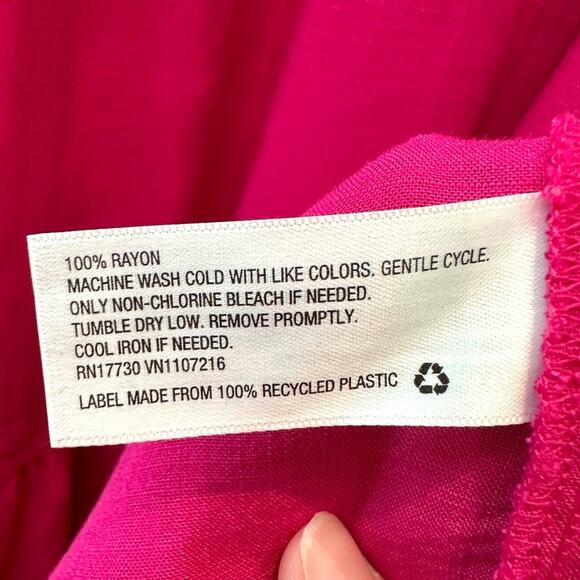 100% RAYON
MACHINE WASH COLD WITH LIKE COLORS. GENTLE CYCLE.
ONLY NON-CHLORINE BLEACH IF NEEDED.
TUMBLE DRY LOW. REMOVE PROMPTLY.
COOL IRON IF NEEDED.
RN17730 VN1107216
LABEL MADE FROM 100% RECYCLED PLASTIC